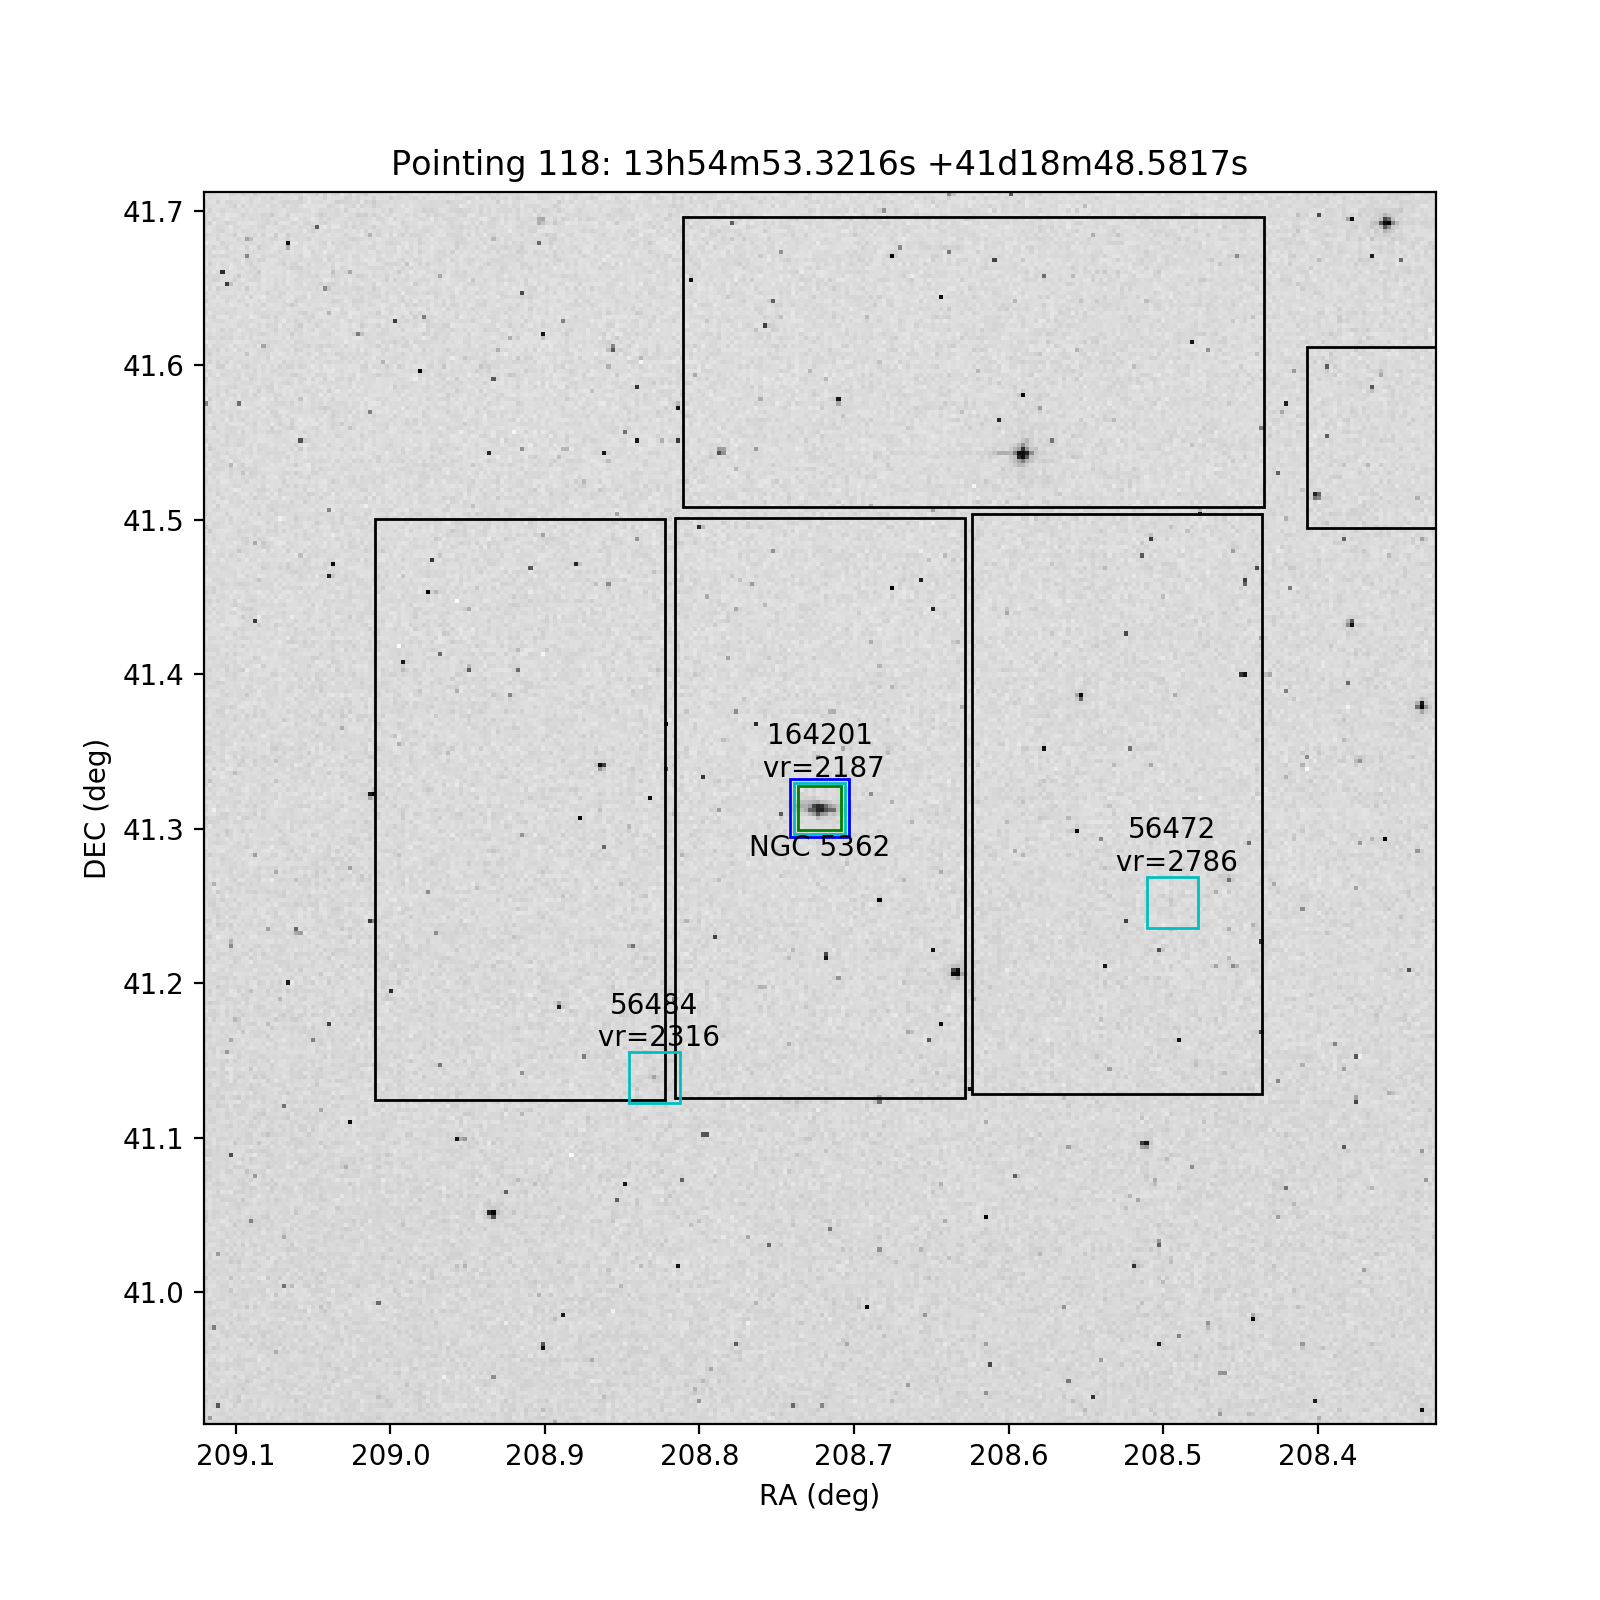 Pointing 118: 13h54m53.3216s +41d18m48.5817s
41.7
41.6
41.5
41.4
41.3
41.2
41.1
41.0
DEC (deg)
164201
vr=2187
NGC 5362
56472
vr=2786
56484
vr=2316
209.1 209.0 208.9 208.8 208.7 208.6 208.5 208.4
RA (deg)